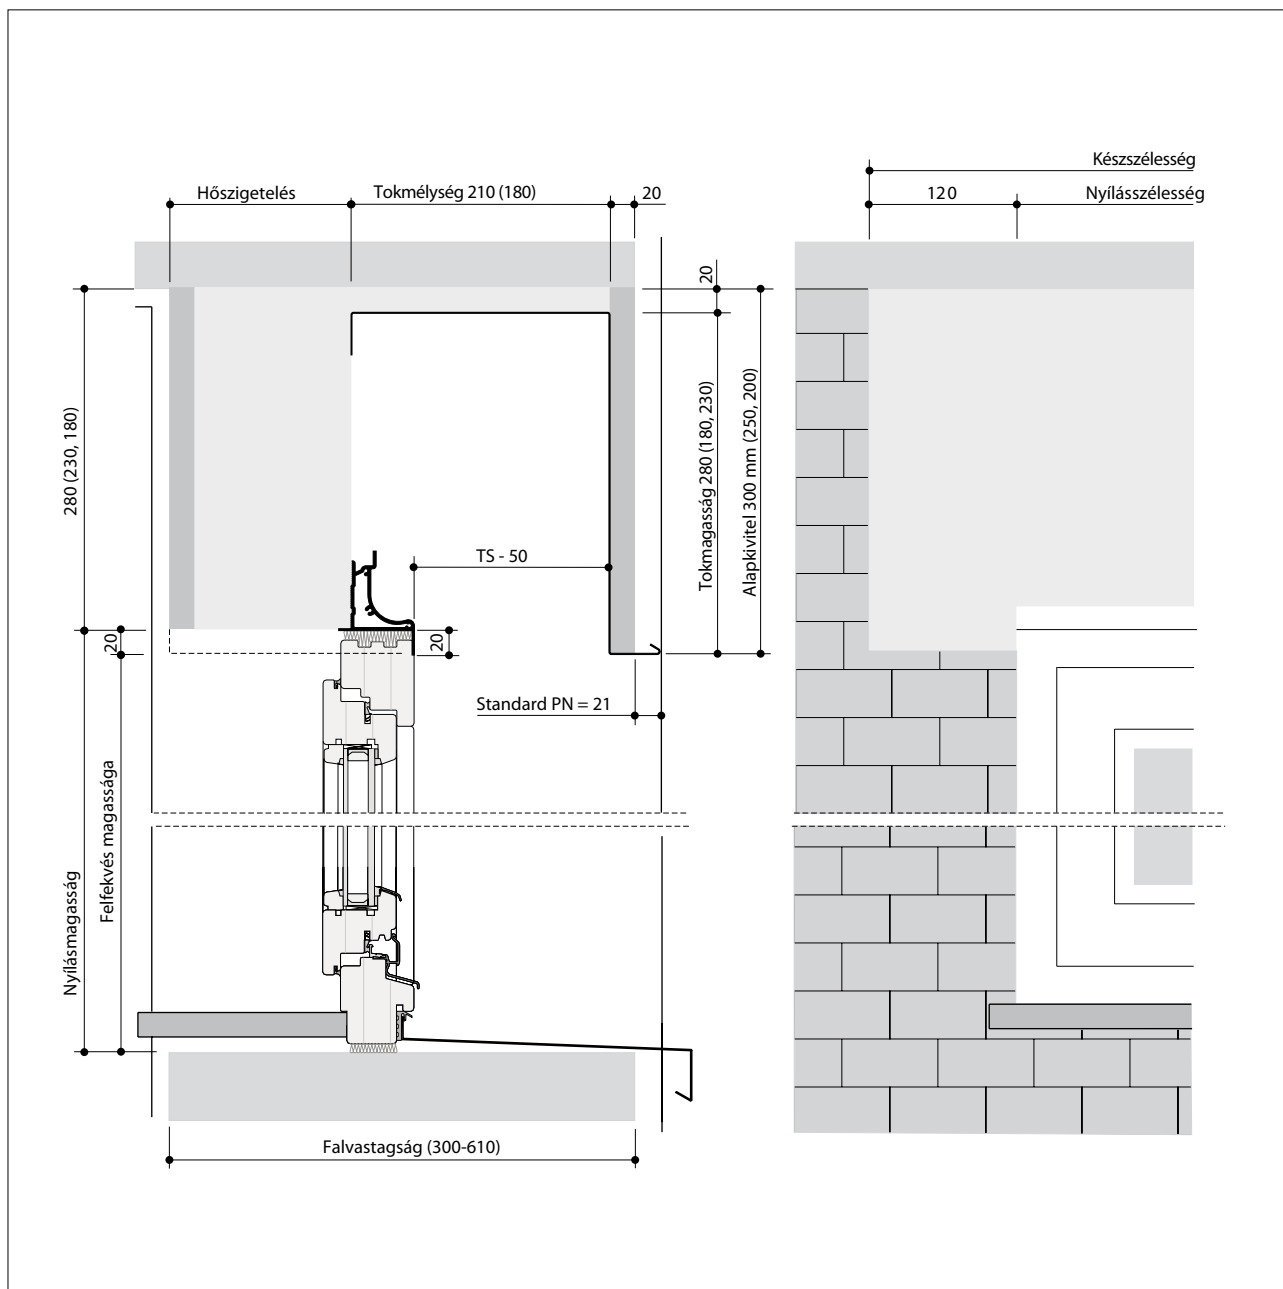 Készszélesség
Hőszigetelés
Tokmélység 210 (180)
20
120
Nyílásszélesség
20
280 (230, 180)
Tokmagasság 280 (180, 230)
Alapkivitel 300 mm (250, 200)
TS - 50
20
20
Standard PN = 21
Felfekvés magassága
Nyílásmagasság
Falvastagság (300-610)